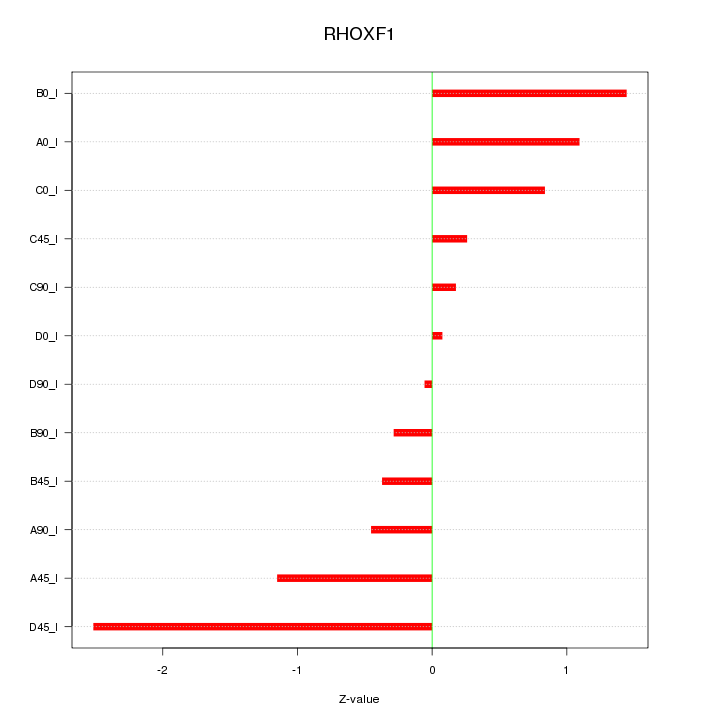 RHOXF1
B0_I
A0_I
C0_I
C45_I
C90_I
D0_I
D90_I
B90_I
B45_I
A90_I
A45_I
D45_I
-2 -1 0 1
Z-value